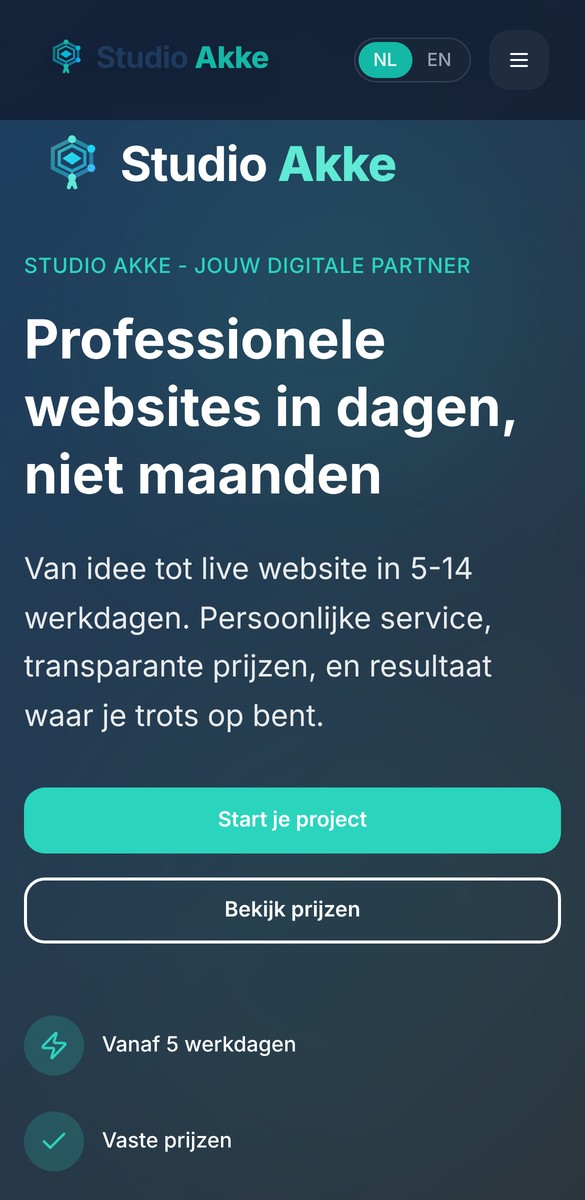 Studio Akke
NL EN
Studio Akke
STUDIO AKKE - JOUW DIGITALE PARTNER
Professionele
websites in dagen,
niet maanden
Van idee tot live website in 5-14
werkdagen. Persoonlijke service,
transparante prijzen, en resultaat
waar je trots op bent.
Start je project
Bekijk prijzen
Vanaf 5 werkdagen
Vaste prijzen